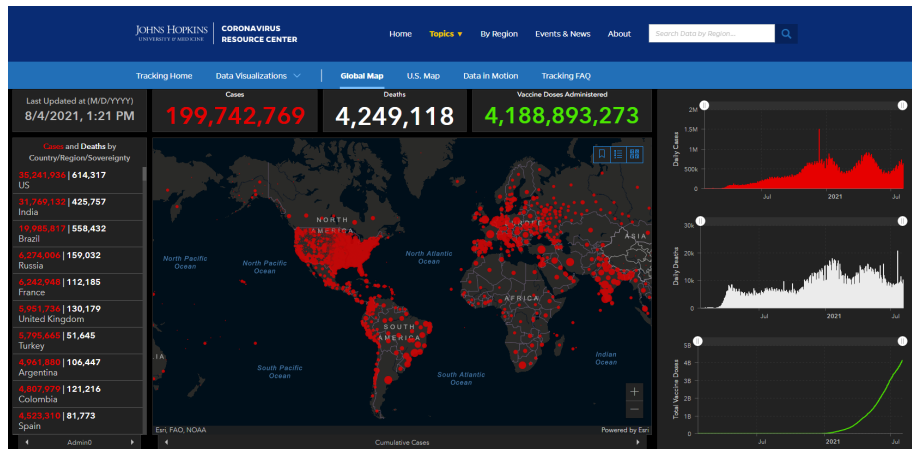 JOHNS HOPKINS
UNIVERSITY & MEDICINE
CORONAVIRUS
RESOURCE CENTER
Home
Topics ▼
By Region
Events & News
About
Search Data by Region...
Tracking Home
Data Visualizations
Global Map
U.S. Map
Data in Motion
Tracking FAQ
Last Updated at (M/D/YYYY)
8/4/2021, 1:21 PM
Cases
199,742,769
Deaths
4,249,118
Vaccine Doses Administered
4,188,893,273
Cases and Deaths by
Country/Region/Sovereignty
35,241,936 | 614,317
US
31,769,132 | 425,757
India
19,985,817 | 558,432
Brazil
6,274,006 | 159,032
Russia
6,242,948 | 112,185
France
5,951,736 | 130,179
United Kingdom
5,795,665 | 51,645
Turkey
4,961,880 | 106,447
Argentina
4,807,979 | 121,216
Colombia
4,523,310 | 81,773
Spain
Admin0
NORTH
AMERICA
North Pacific
Ocean
North Pacific
Ocean
North Atlantic
Ocean
ASIA
AFRICA
SOUTH
AMERICA
IA
South Pacific
Ocean
South Atlantic
Ocean
Indian
Ocean
Esri, FAO, NOAA
Powered by Esri
Cumulative Cases
Daily Cases
2M
1.5M
1M
500k
0
Jul
2021
Jul
Daily Deaths
30k
20k
10k
0
Jul
2021
Jul
Total Vaccine Doses
5B
4B
3B
2B
1B
0
Jul
2021
Jul